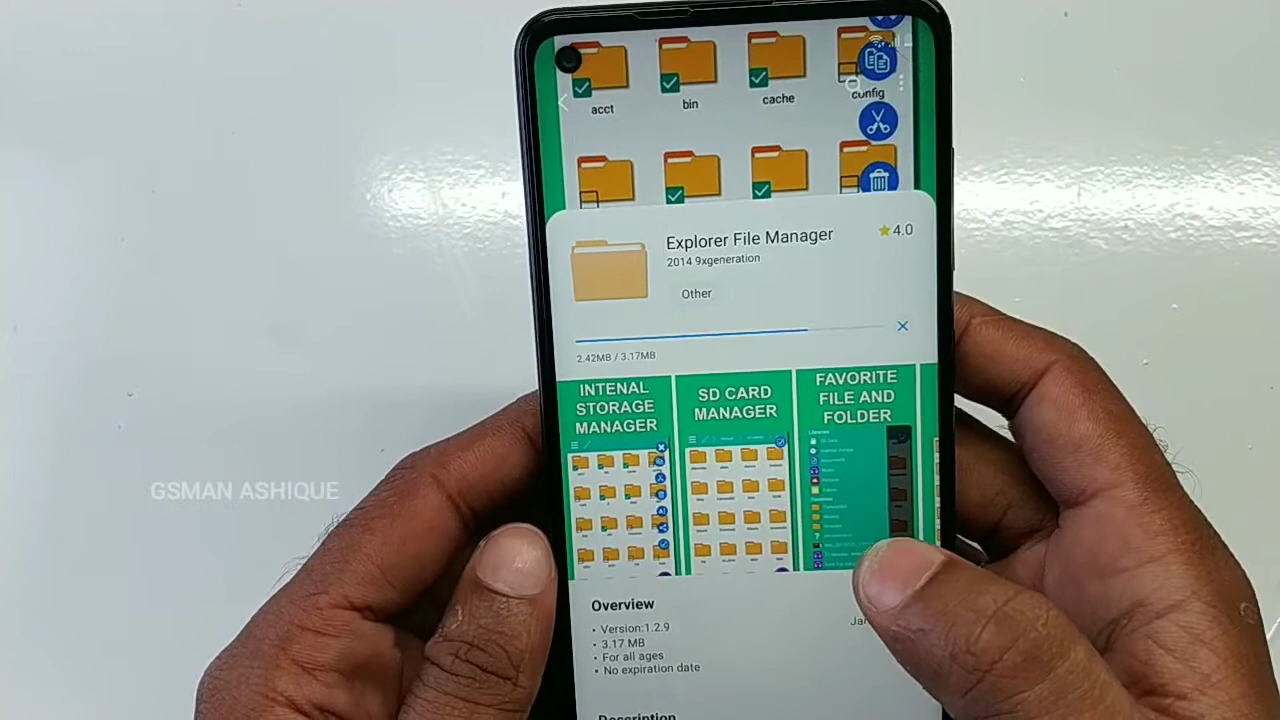 acct
bin
cache
config
Explorer File Manager
4.0
2014 9xgeneration
Other
2.42MB / 3.17MB
INTENAL
STORAGE
MANAGER
SD CARD
MANAGER
FAVORITE
FILE AND
FOLDER
GSMAN ASHIQUE
Overview
• Version:1.2.9
• 3.17 MB
• For all ages
• No expiration date